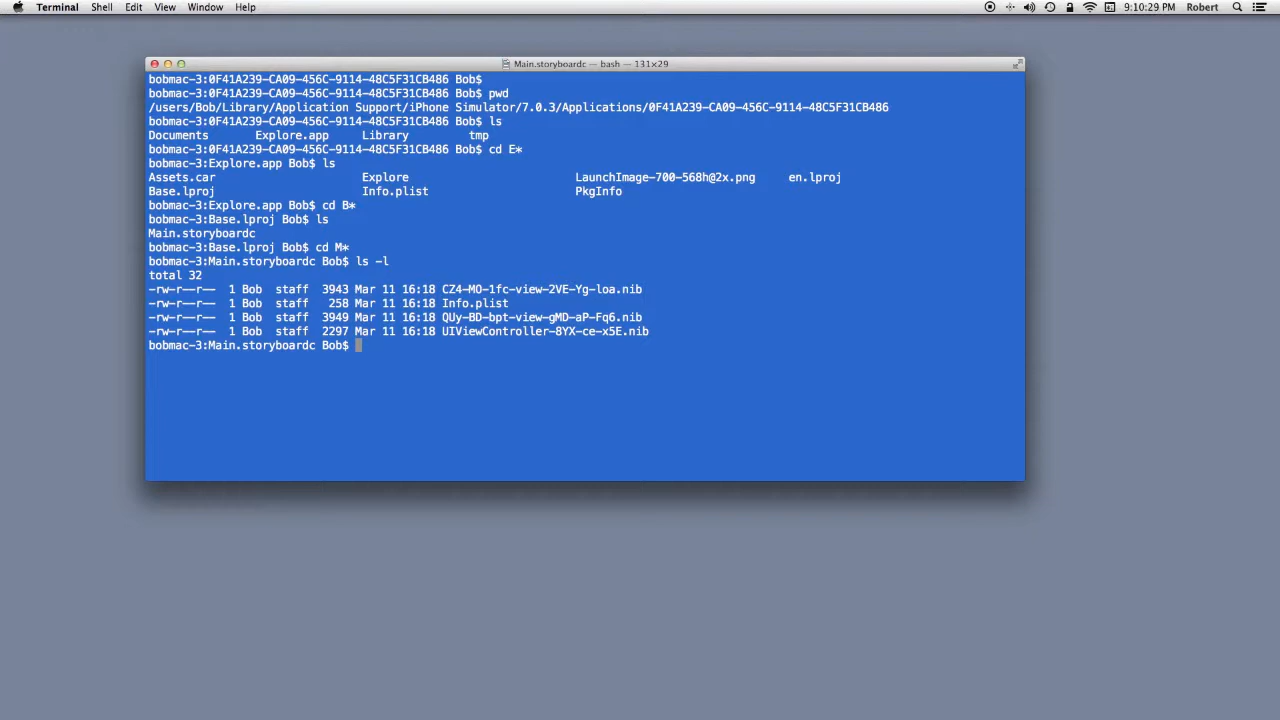 Terminal Shell Edit View Window Help 9:10:29 PM Robert
Main.storyboardc — bash — 131×29
bobmac-3:0F41A239-CA09-456C-9114-48C5F31CB486 Bob$
bobmac-3:0F41A239-CA09-456C-9114-48C5F31CB486 Bob$ pwd
/users/Bob/Library/Application Support/iPhone Simulator/7.0.3/Applications/0F41A239-CA09-456C-9114-48C5F31CB486
bobmac-3:0F41A239-CA09-456C-9114-48C5F31CB486 Bob$ ls
Documents Explore.app Library tmp
bobmac-3:0F41A239-CA09-456C-9114-48C5F31CB486 Bob$ cd E*
bobmac-3:Explore.app Bob$ ls
Assets.car Explore LaunchImage-700-568h@2x.png en.lproj
Base.lproj Info.plist PkgInfo
bobmac-3:Explore.app Bob$ cd B*
bobmac-3:Base.lproj Bob$ ls
Main.storyboardc
bobmac-3:Base.lproj Bob$ cd M*
bobmac-3:Main.storyboardc Bob$ ls -l
total 32
-rw-r--r-- 1 Bob staff 3943 Mar 11 16:18 CZ4-MO-1fc-view-2VE-Yg-loa.nib
-rw-r--r-- 1 Bob staff 258 Mar 11 16:18 Info.plist
-rw-r--r-- 1 Bob staff 3949 Mar 11 16:18 QUy-BD-bpt-view-gMD-aP-Fq6.nib
-rw-r--r-- 1 Bob staff 2297 Mar 11 16:18 UIViewController-8YX-ce-x5E.nib
bobmac-3:Main.storyboardc Bob$